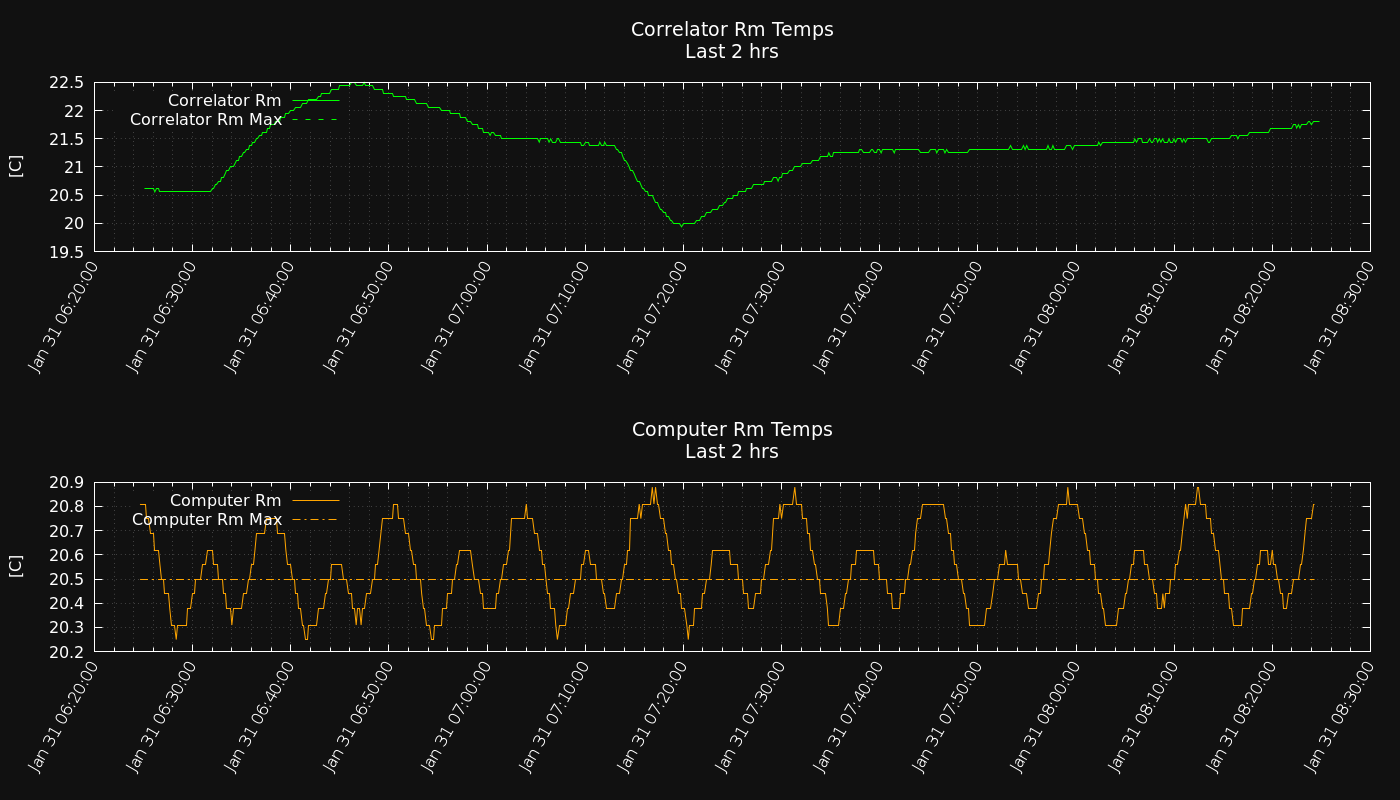 Correlator Rm Temps
Last 2 hrs
[C]
22.5
22
21.5
21
20.5
20
19.5
Correlator Rm
Correlator Rm Max
Jan 31 06:20:00
Jan 31 06:30:00
Jan 31 06:40:00
Jan 31 06:50:00
Jan 31 07:00:00
Jan 31 07:10:00
Jan 31 07:20:00
Jan 31 07:30:00
Jan 31 07:40:00
Jan 31 07:50:00
Jan 31 08:00:00
Jan 31 08:10:00
Jan 31 08:20:00
Jan 31 08:30:00
Computer Rm Temps
Last 2 hrs
[C]
20.9
20.8
20.7
20.6
20.5
20.4
20.3
20.2
Computer Rm
Computer Rm Max
Jan 31 06:20:00
Jan 31 06:30:00
Jan 31 06:40:00
Jan 31 06:50:00
Jan 31 07:00:00
Jan 31 07:10:00
Jan 31 07:20:00
Jan 31 07:30:00
Jan 31 07:40:00
Jan 31 07:50:00
Jan 31 08:00:00
Jan 31 08:10:00
Jan 31 08:20:00
Jan 31 08:30:00